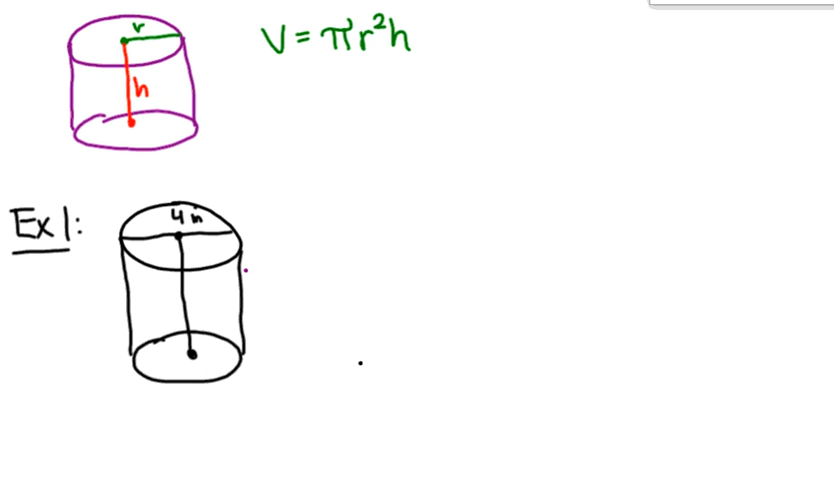 r
V = πr²h
h
Ex 1:
4 in